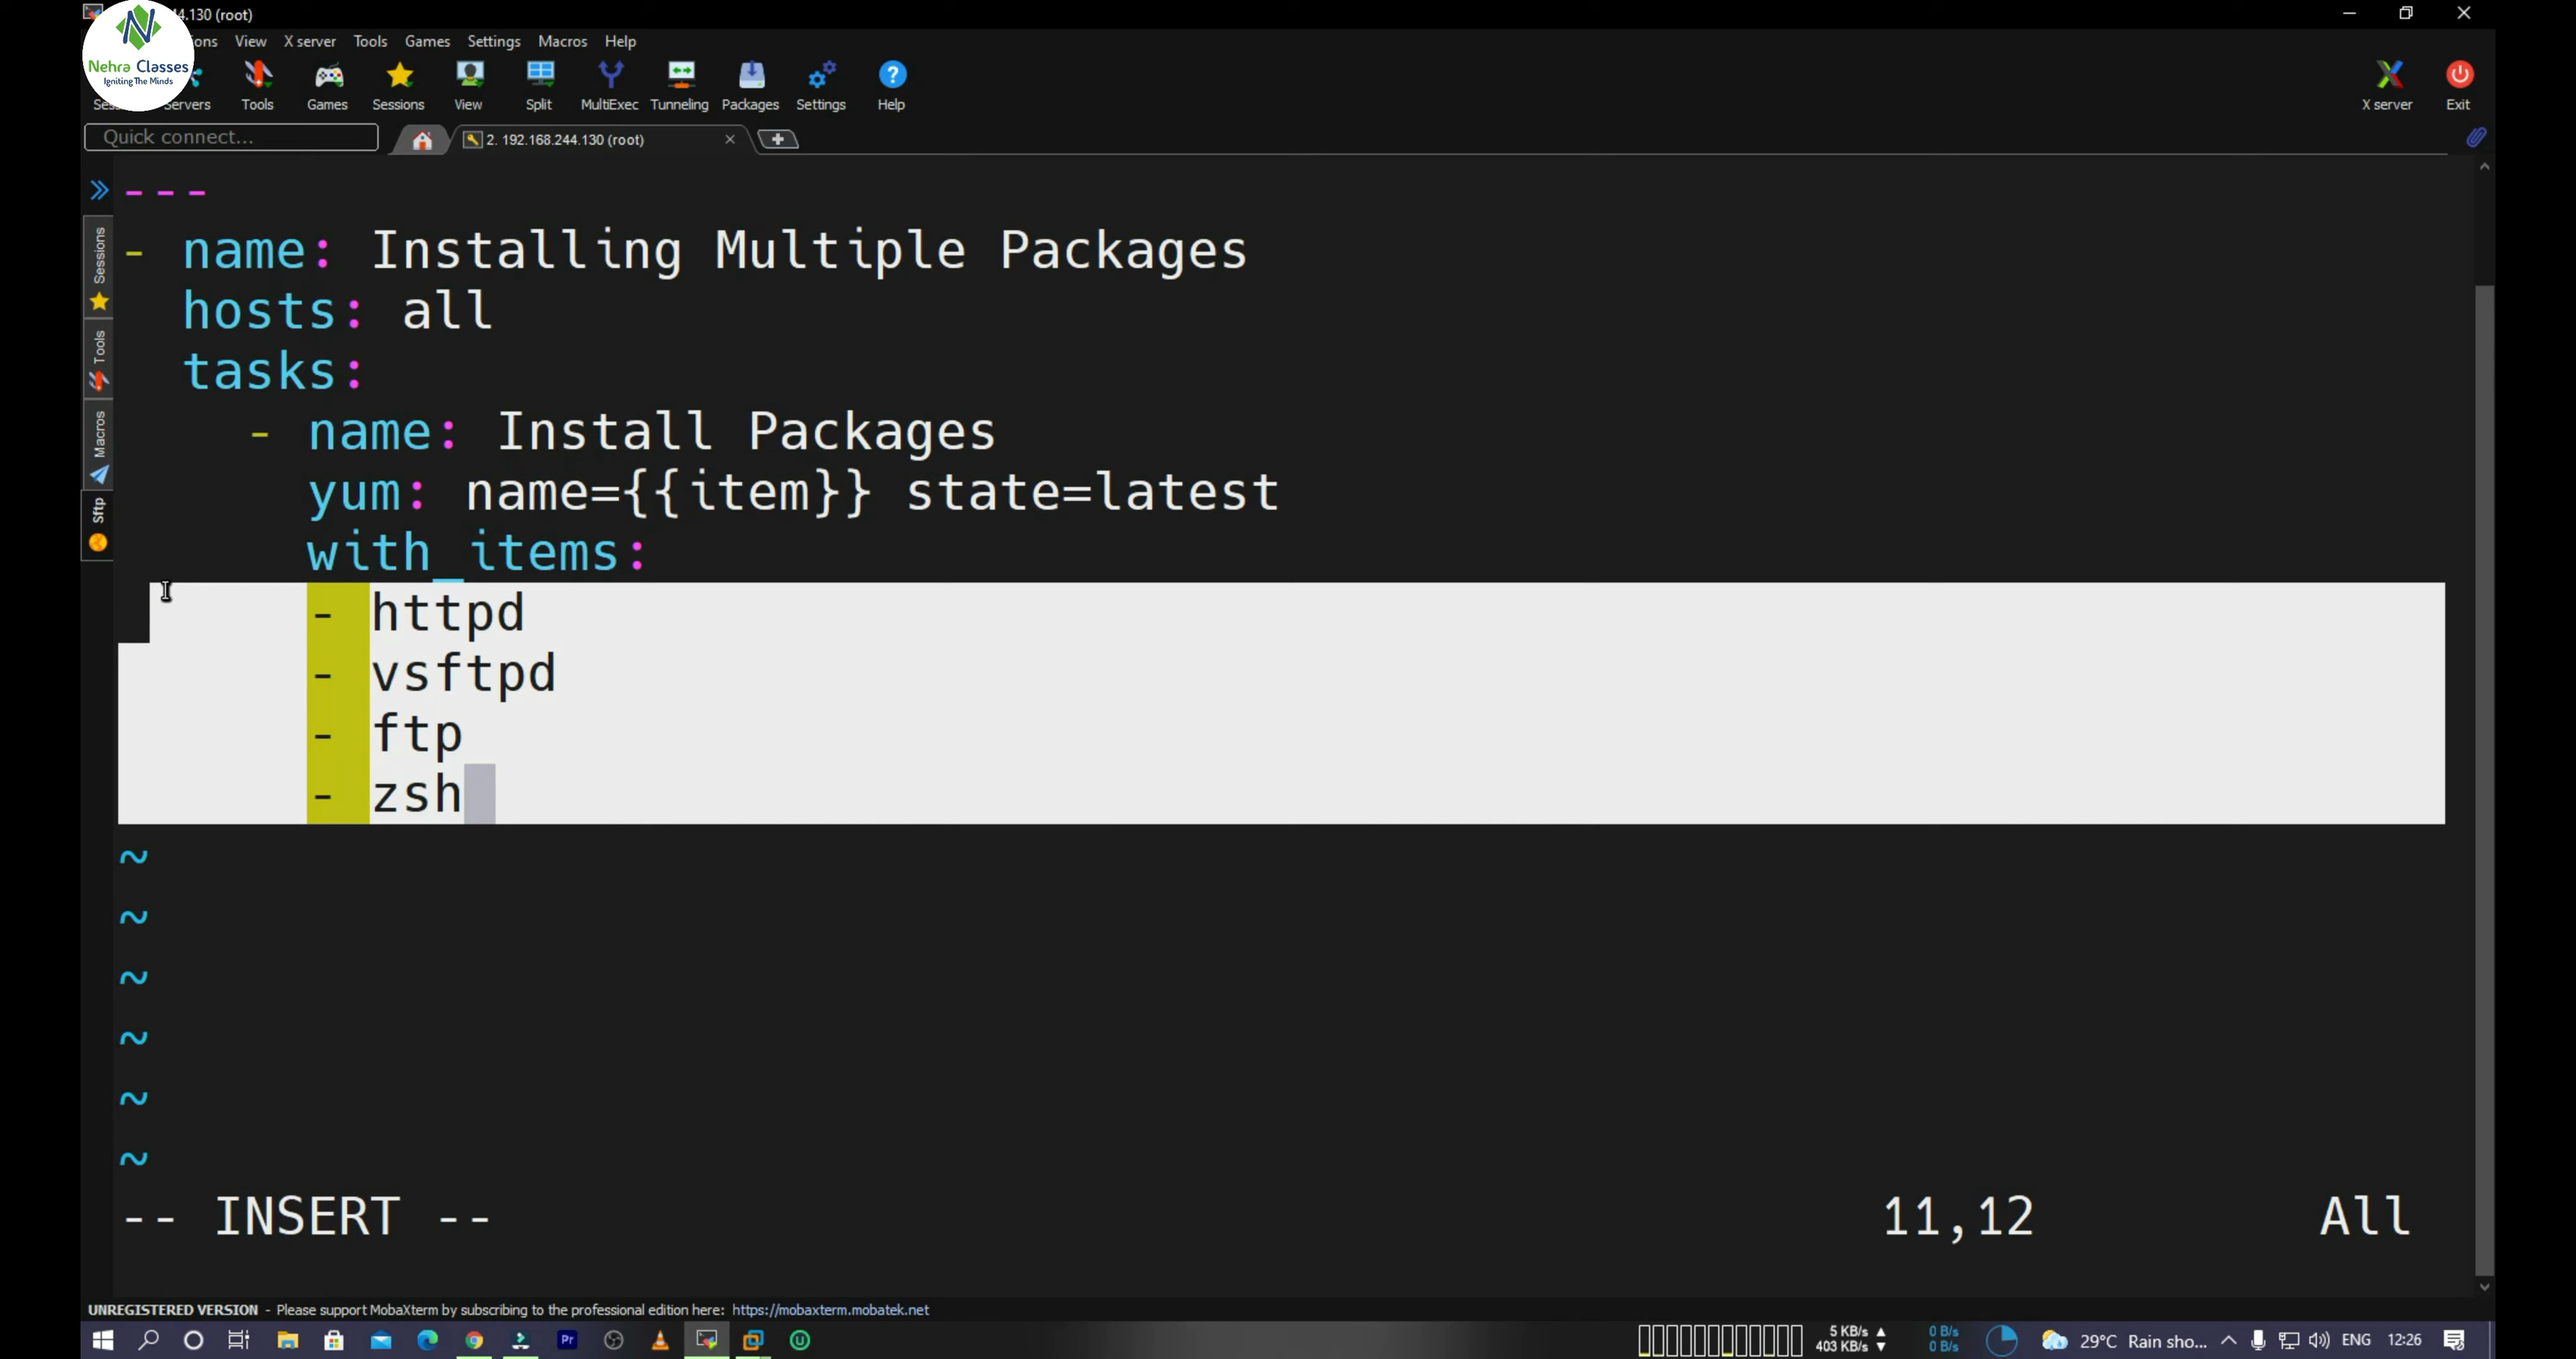 44.130 (root)
ions View X server Tools Games Settings Macros Help
Nehra Classes
Igniting The Minds
Sess Servers Tools Games Sessions View Split MultiExec Tunneling Packages Settings Help X server Exit
Quick connect... 2. 192.168.244.130 (root)
Sessions
Tools
Macros
Sftp
---
- name: Installing Multiple Packages
hosts: all
tasks:
- name: Install Packages
yum: name={{item}} state=latest
with_items:
- httpd
- vsftpd
- ftp
- zsh
~
~
~
~
~
~
-- INSERT -- 11,12 All
UNREGISTERED VERSION - Please support MobaXterm by subscribing to the professional edition here: https://mobaxterm.mobatek.net
Pr
5 KB/s
403 KB/s
0 B/s
0 B/s
29°C Rain sho... ENG 12:26